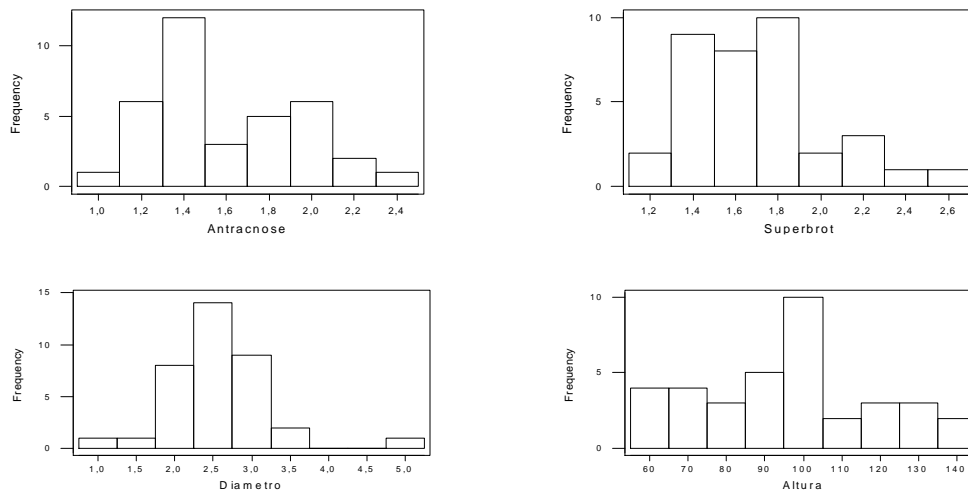 Frequency
10
5
0
1,0 1,2 1,4 1,6 1,8 2,0 2,2 2,4
Antracnose
Frequency
10
5
0
1,2 1,4 1,6 1,8 2,0 2,2 2,4 2,6
Superbrot
Frequency
15
10
5
0
1,0 1,5 2,0 2,5 3,0 3,5 4,0 4,5 5,0
Diametro
Frequency
10
5
0
60 70 80 90 100 110 120 130 140
Altura